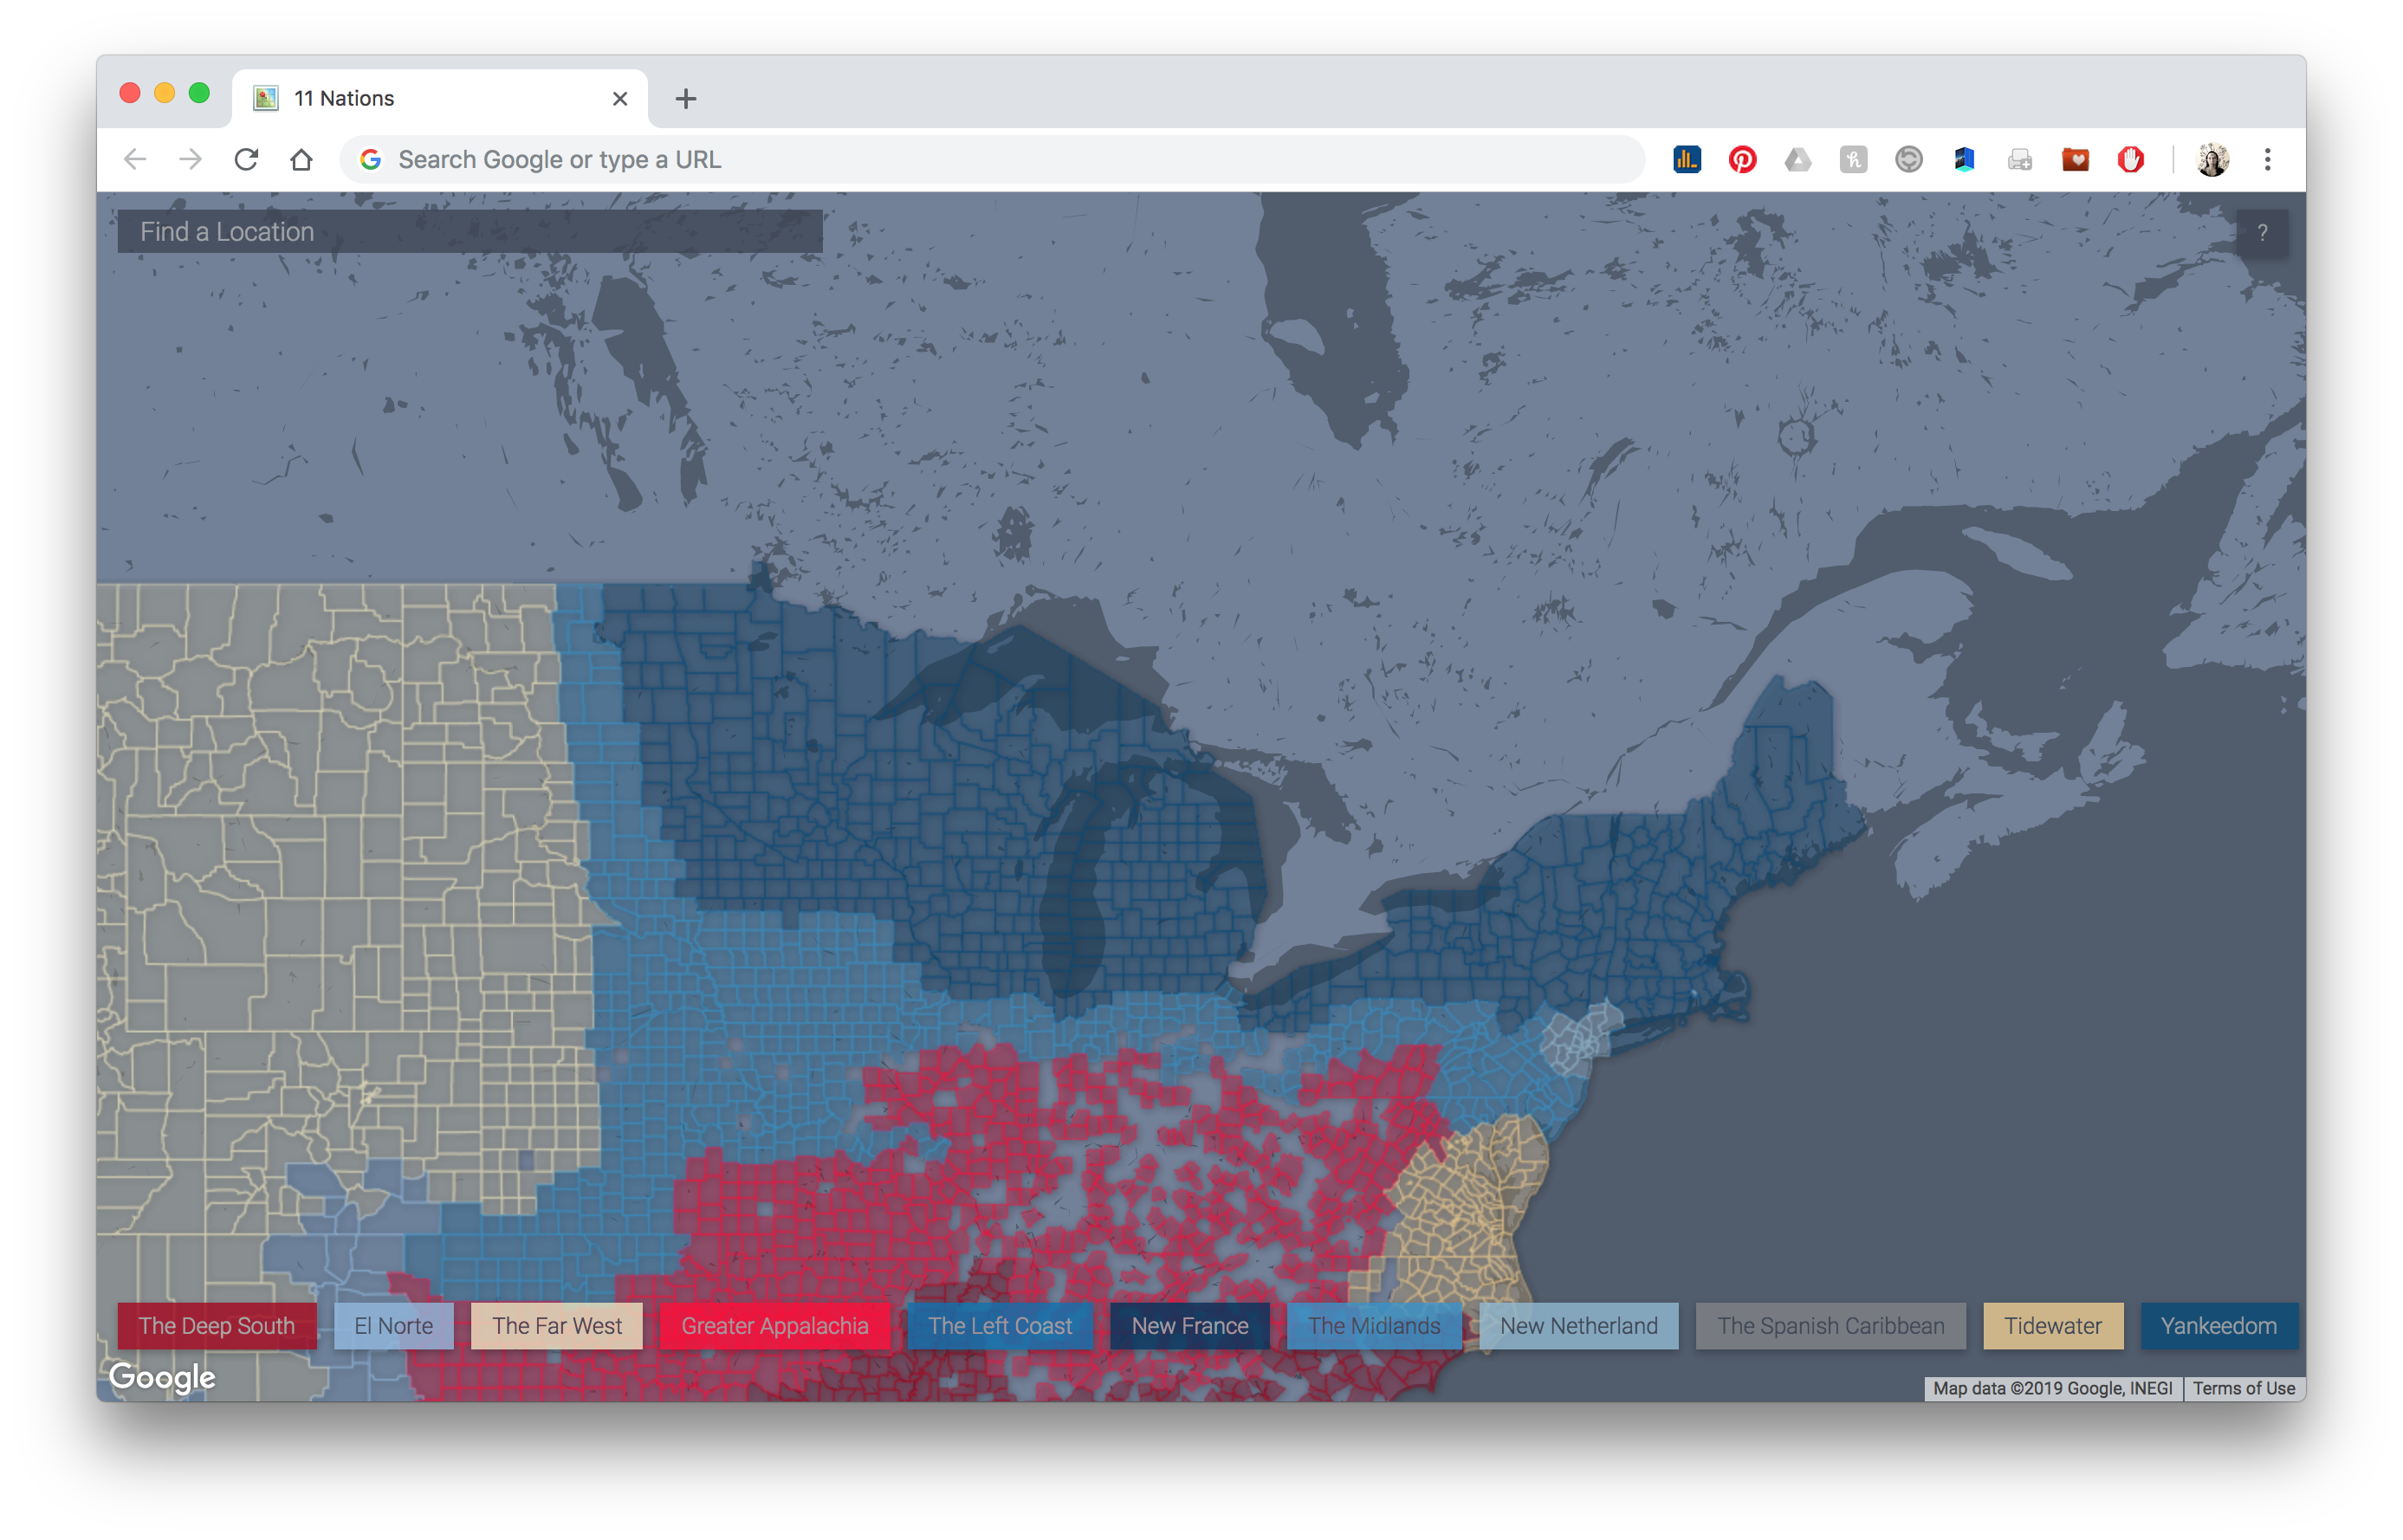 11 Nations
Search Google or type a URL
Find a Location
?
The Deep South
El Norte
The Far West
Greater Appalachia
The Left Coast
New France
The Midlands
New Netherland
The Spanish Caribbean
Tidewater
Yankeedom
Google
Map data ©2019 Google, INEGI
Terms of Use